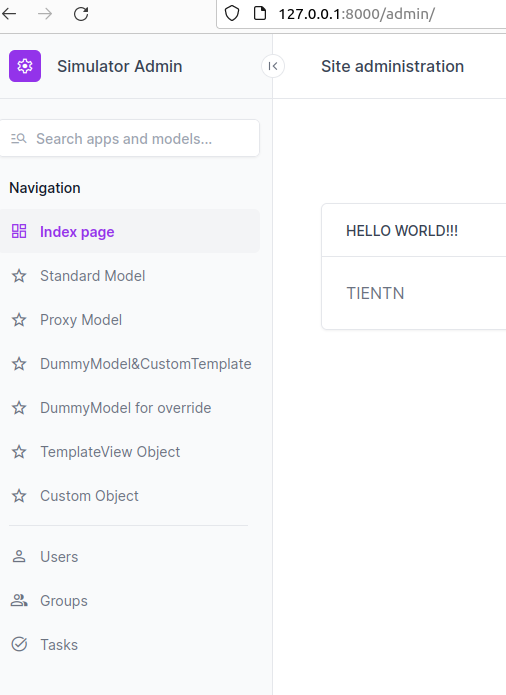 127.0.0.1:8000/admin/
Simulator Admin
Site administration
Search apps and models...
Navigation
Index page
Standard Model
Proxy Model
DummyModel&CustomTemplate
DummyModel for override
TemplateView Object
Custom Object
Users
Groups
Tasks
HELLO WORLD!!!
TIENTN